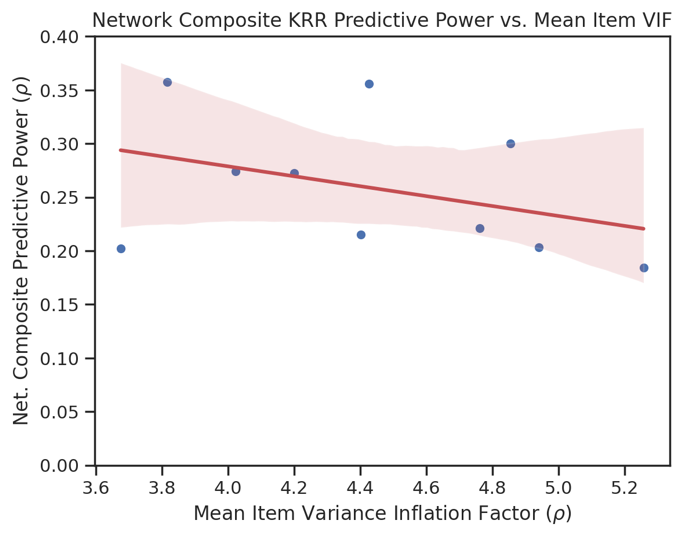 Network Composite KRR Predictive Power vs. Mean Item VIF
Net. Composite Predictive Power (ρ)
0.40
0.35
0.30
0.25
0.20
0.15
0.10
0.05
0.00
3.6 3.8 4.0 4.2 4.4 4.6 4.8 5.0 5.2
Mean Item Variance Inflation Factor (ρ)